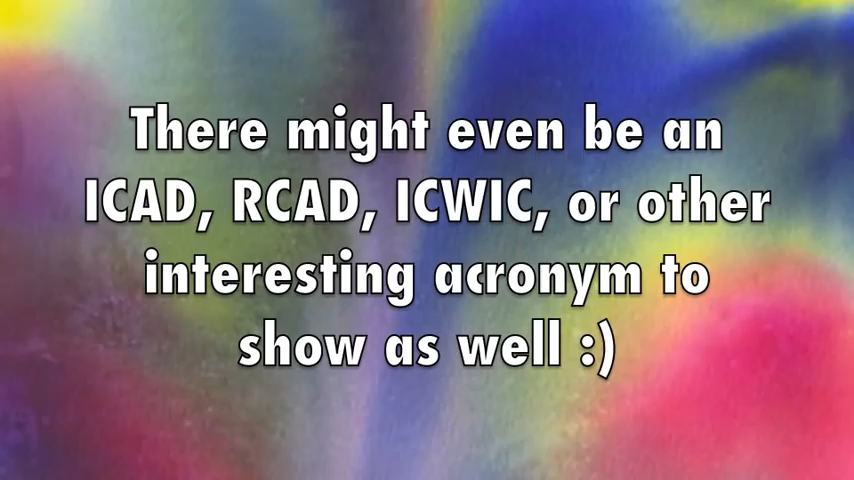 There might even be an
ICAD, RCAD, ICWIC, or other
interesting acronym to
show as well :)